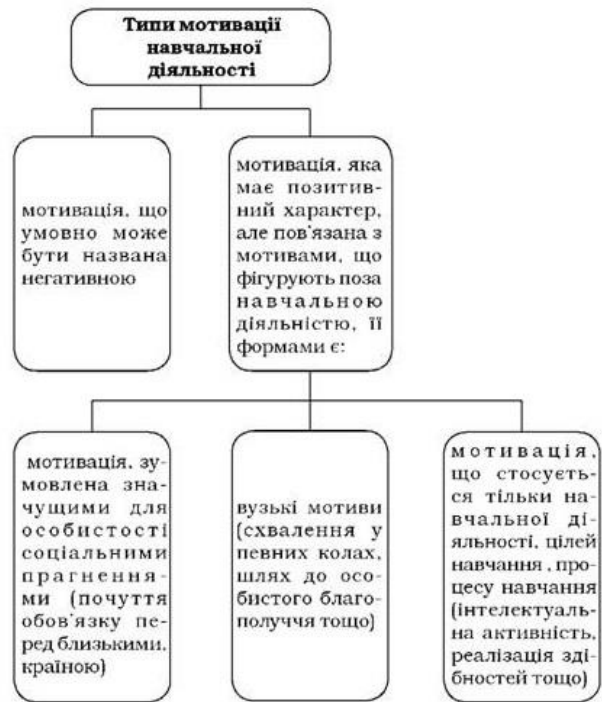 Типи мотивації
навчальної
діяльності
мотивація, що
умовно може
бути названа
негативною
мотивація, яка
має позитив-
ний характер,
але пов'язана з
мотивами, що
фігурують поза
навчальною
діяльністю, її
формами є:
мотивація, зу-
мовлена зна-
чущими для
особистості
соціальними
прагнення-
ми (почуття
обов'язку пе-
ред близькими,
країною)
вузькі мотиви
(схвалення у
певних колах,
шлях до осо-
бистого благо-
получчя тощо)
мотивація,
що стосуєть-
ся тільки на-
вчальної ді-
яльності, цілей
навчання , про-
цесу навчання
(інтелектуаль-
на активність,
реалізація зді-
бностей тощо)